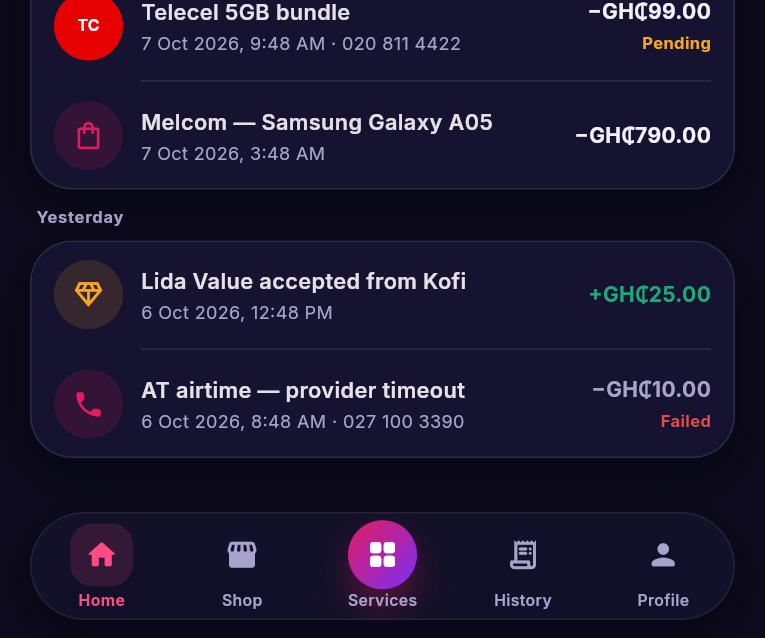 TC
Telecel 5GB bundle
−GH₵99.00
7 Oct 2026, 9:48 AM · 020 811 4422
Pending
Melcom — Samsung Galaxy A05
−GH₵790.00
7 Oct 2026, 3:48 AM
Yesterday
Lida Value accepted from Kofi
+GH₵25.00
6 Oct 2026, 12:48 PM
AT airtime — provider timeout
−GH₵10.00
6 Oct 2026, 8:48 AM · 027 100 3390
Failed
Home
Shop
Services
History
Profile